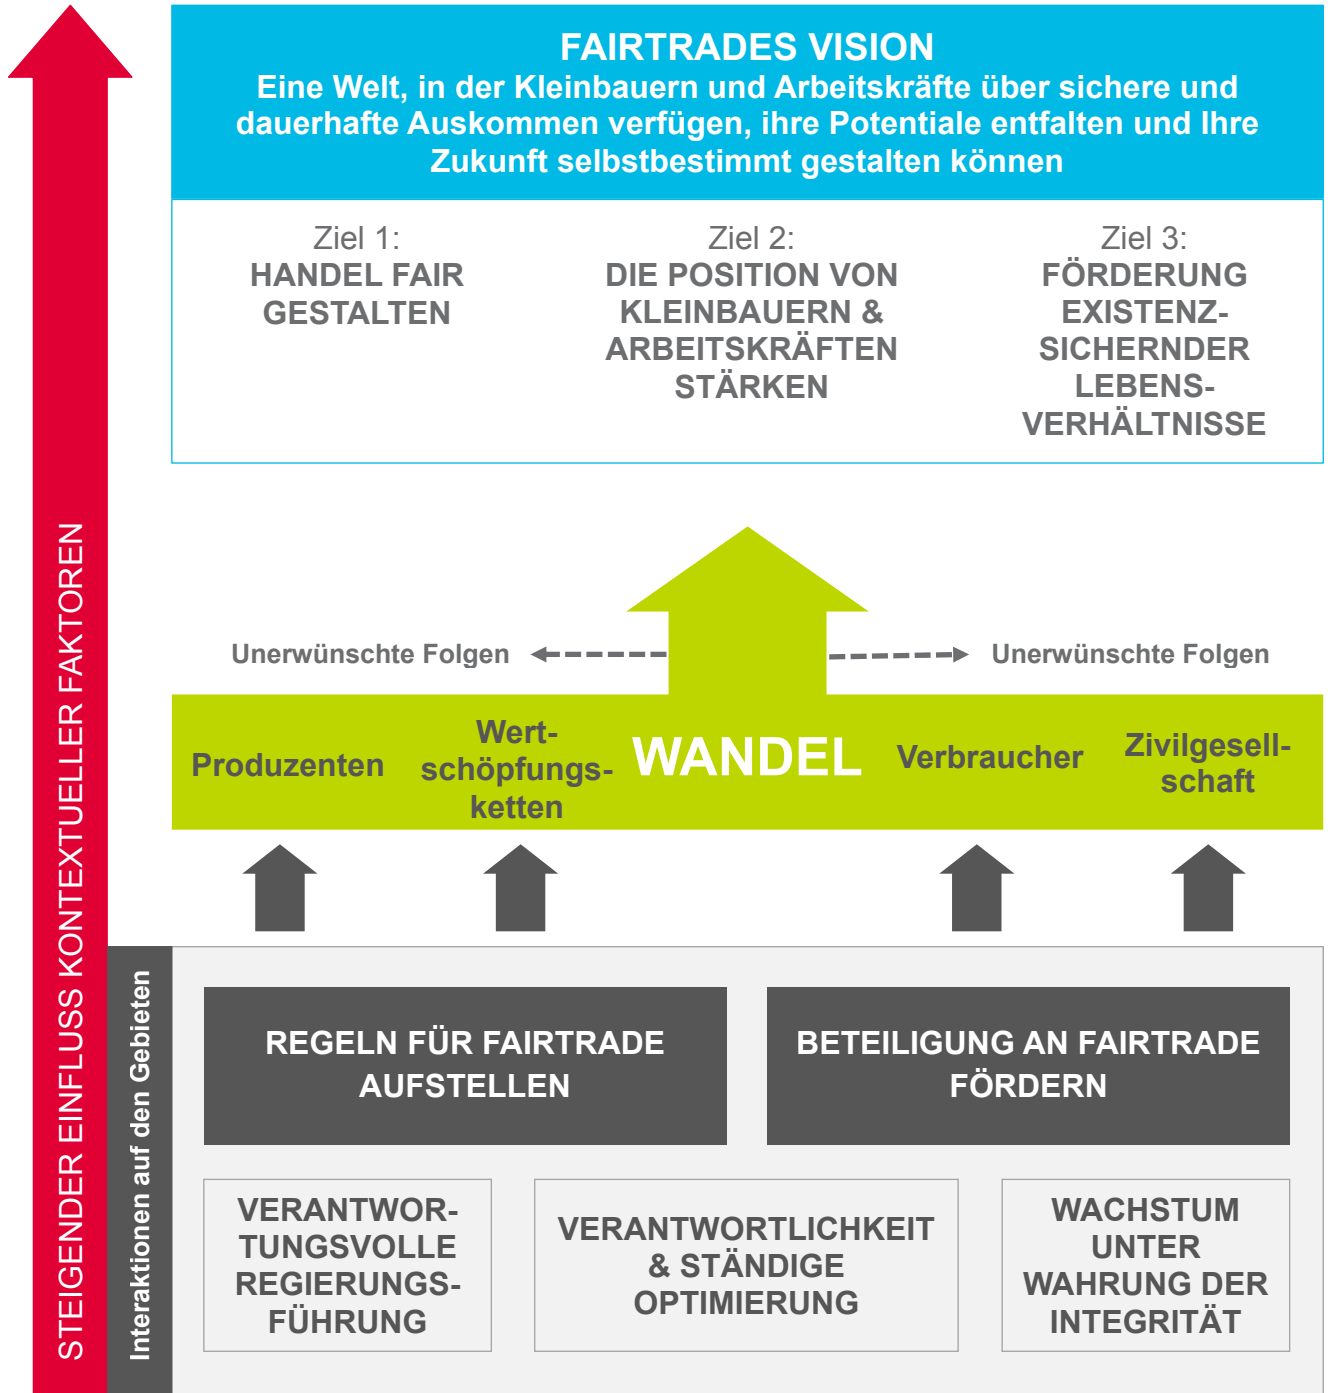 FAIRTRADES VISION
Eine Welt, in der Kleinbauern und Arbeitskräfte über sichere und
dauerhafte Auskommen verfügen, ihre Potentiale entfalten und Ihre
Zukunft selbstbestimmt gestalten können
Ziel 1:
HANDEL FAIR
GESTALTEN
Ziel 2:
DIE POSITION VON
KLEINBAUERN &
ARBEITSKRÄFTEN
STÄRKEN
Ziel 3:
FÖRDERUNG
EXISTENZ-
SICHERNDER
LEBENS-
VERHÄLTNISSE
Unerwünschte Folgen
Unerwünschte Folgen
Produzenten
Wert-
schöpfungs-
ketten
WANDEL
Verbraucher
Zivilgesell-
schaft
STEIGENDER EINFLUSS KONTEXTUELLER FAKTOREN
Interaktionen auf den Gebieten
REGELN FÜR FAIRTRADE
AUFSTELLEN
BETEILIGUNG AN FAIRTRADE
FÖRDERN
VERANTWOR-
TUNGSVOLLE
REGIERUNGS-
FÜHRUNG
VERANTWORTLICHKEIT
& STÄNDIGE
OPTIMIERUNG
WACHSTUM
UNTER
WAHRUNG DER
INTEGRITÄT